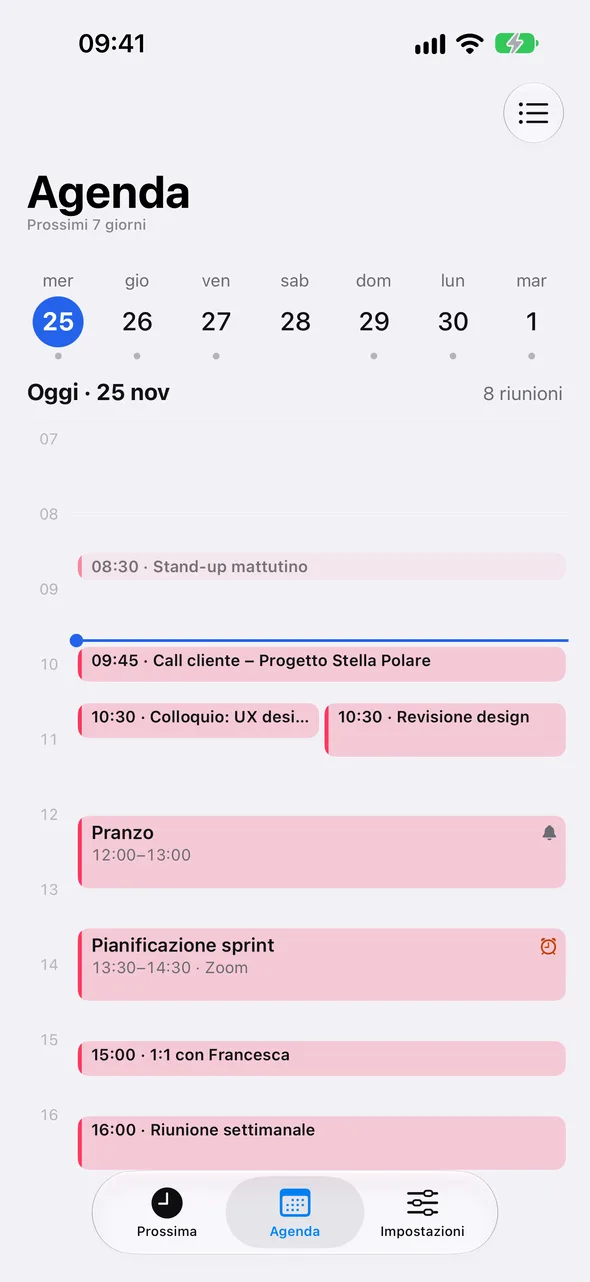 09:41
Agenda
Prossimi 7 giorni
mer gio ven sab dom lun mar
25 26 27 28 29 30 1
Oggi · 25 nov 8 riunioni
07
08
08:30 · Stand-up mattutino
09
10 09:45 · Call cliente – Progetto Stella Polare
10:30 · Colloquio: UX desi... 10:30 · Revisione design
11
12
Pranzo
12:00–13:00
13
Pianificazione sprint
14 13:30–14:30 · Zoom
15
15:00 · 1:1 con Francesca
16
16:00 · Riunione settimanale
Prossima Agenda Impostazioni